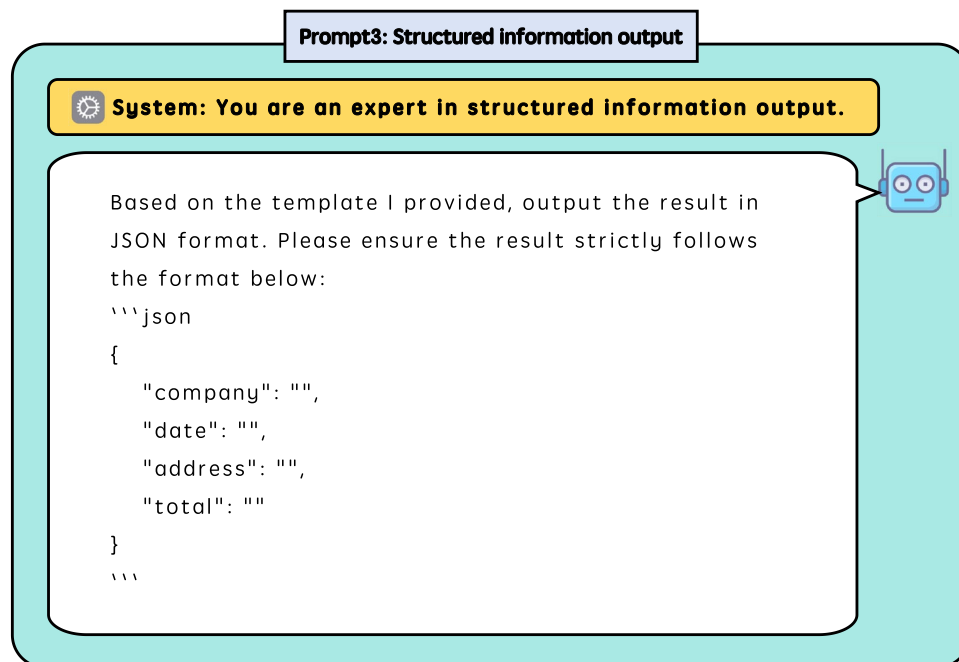 Prompt3: Structured information output
System: You are an expert in structured information output.
Based on the template I provided, output the result in
JSON format. Please ensure the result strictly follows
the format below:
```json
{
"company": "",
"date": "",
"address": "",
"total": ""
}
```